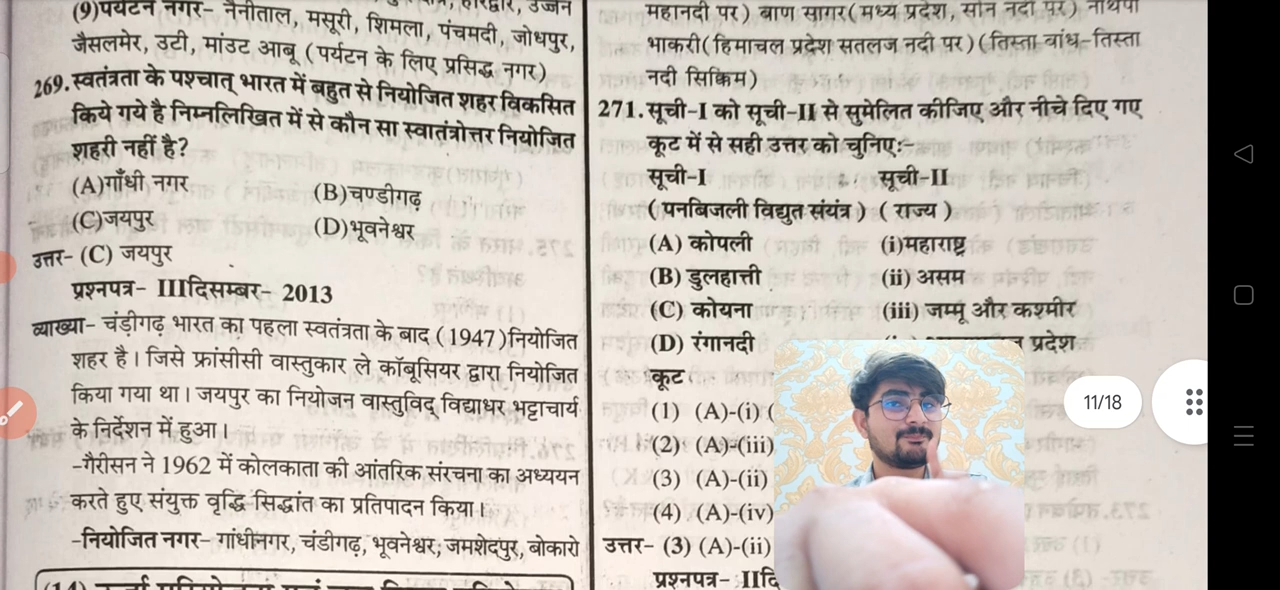 (9)पर्यटन नगर- नैनीताल, मसूरी, शिमला, पंचमदी, जोधपुर,
जैसलमेर, उटी, मांउट आबू (पर्यटन के लिए प्रसिद्ध नगर)
269.स्वतंत्रता के पश्चात् भारत में बहुत से नियोजित शहर विकसित
किये गये है निम्नलिखित में से कौन सा स्वातंत्रोत्तर नियोजित
शहरी नहीं है?
(A)गाँधी नगर (B)चण्डीगढ़
(C)जयपुर (D)भूवनेश्वर
उत्तर- (C) जयपुर
प्रश्नपत्र- IIIदिसम्बर- 2013
व्याख्या- चंडीगढ़ भारत का पहला स्वतंत्रता के बाद (1947)नियोजित
शहर है। जिसे फ्रांसीसी वास्तुकार ले कॉबूसियर द्वारा नियोजित
किया गया था। जयपुर का नियोजन वास्तुविद् विद्याधर भट्टाचार्य
के निर्देशन में हुआ।
-गैरीसन ने 1962 में कोलकाता की आंतरिक संरचना का अध्ययन
करते हुए संयुक्त वृद्धि सिद्धांत का प्रतिपादन किया।
-नियोजित नगर- गांधीनगर, चंडीगढ़, भूवनेश्वर, जमशेदपुर, बोकारो
महानदी पर) बाण सागर(मध्य प्रदेश, सोन नदी पर) नाथपा
भाकरी(हिमाचल प्रदेश सतलज नदी पर)(तिस्ता वांध-तिस्ता
नदी सिक्किम)
271.सूची-I को सूची-II से सुमेलित कीजिए और नीचे दिए गए
कूट में से सही उत्तर को चुनिए:-
सूची-I सूची-II
(पनबिजली विद्युत संयंत्र) (राज्य)
(A) कोपली (i)महाराष्ट्र
(B) डुलहात्ती (ii) असम
(C) कोयना (iii) जम्मू और कश्मीर
(D) रंगानदी प्रदेश
कूट
(1) (A)-(i) (
(2) (A)-(iii)
(3) (A)-(ii)
(4) (A)-(iv)
उत्तर- (3) (A)-(ii)
प्रश्नपत्र- IIदि
11/18